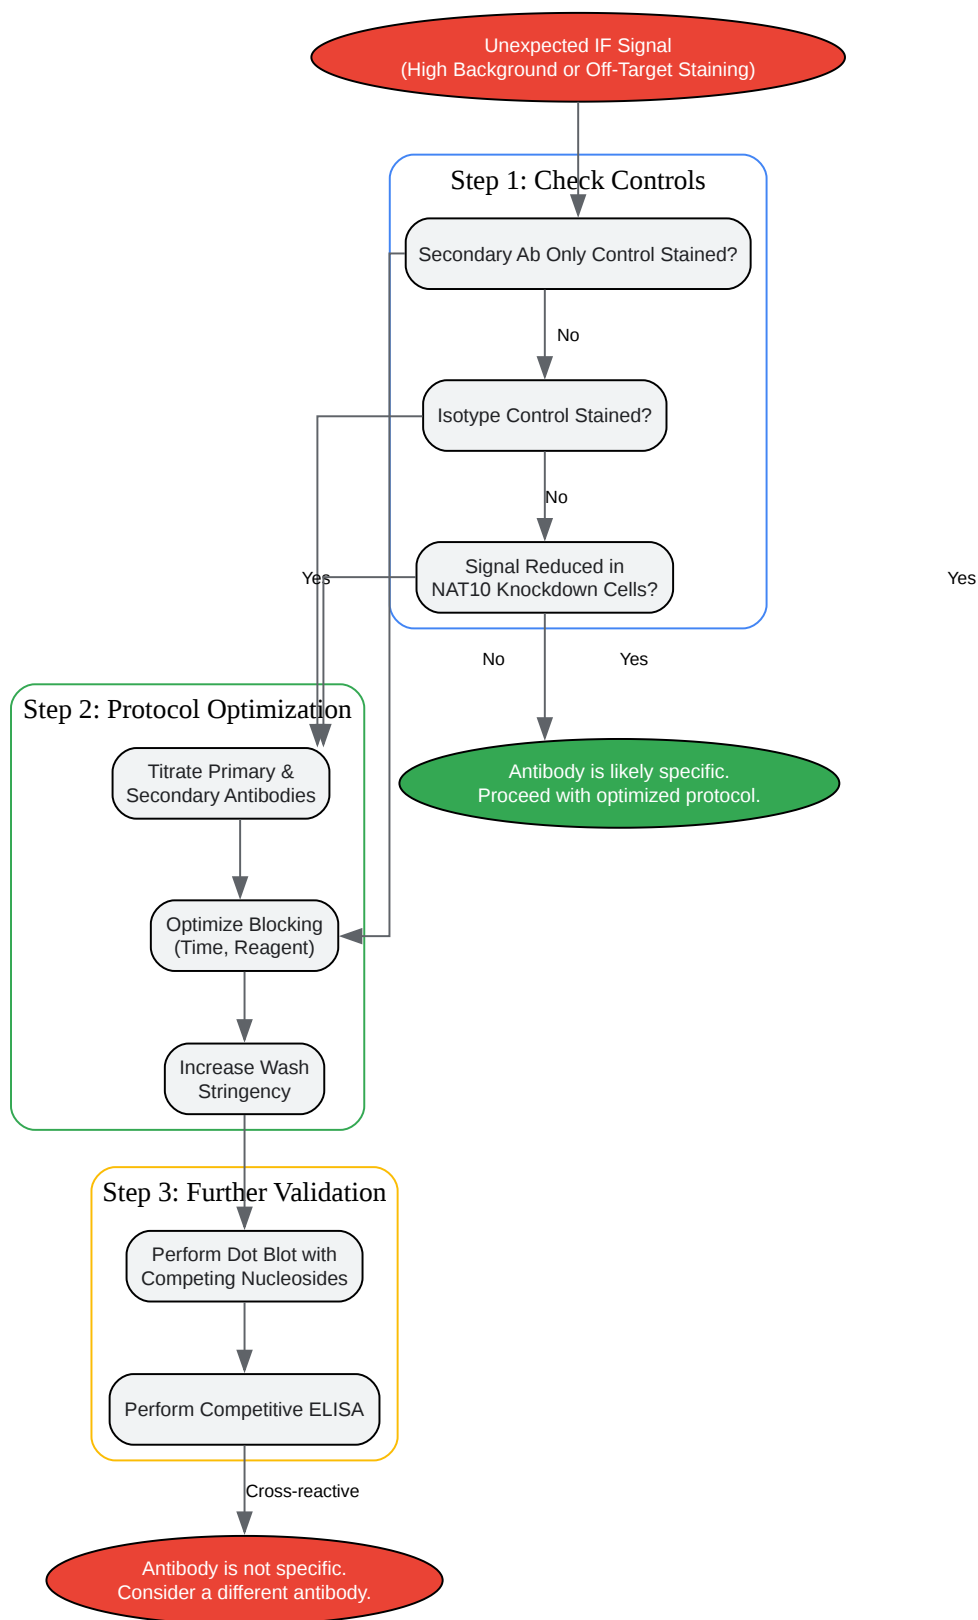 Unexpected IF Signal
(High Background or Off-Target Staining)
Step 1: Check Controls
Secondary Ab Only Control Stained?
No
Isotype Control Stained?
No
Signal Reduced in
NAT10 Knockdown Cells?
Yes
Yes
No
Yes
Step 2: Protocol Optimization
Titrate Primary &
Secondary Antibodies
Antibody is likely specific.
Proceed with optimized protocol.
Optimize Blocking
(Time, Reagent)
Increase Wash
Stringency
Step 3: Further Validation
Perform Dot Blot with
Competing Nucleosides
Perform Competitive ELISA
Cross-reactive
Antibody is not specific.
Consider a different antibody.